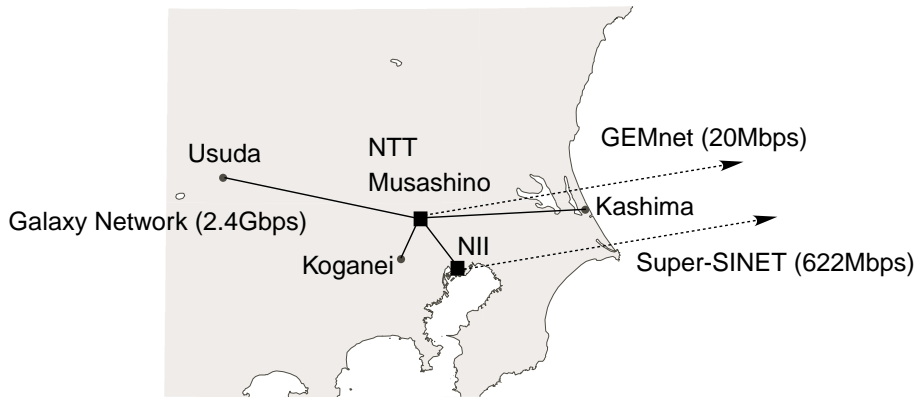 GEMnet (20Mbps)
NTT
Musashino
Usuda
Kashima
Galaxy Network (2.4Gbps)
NII
Koganei
Super-SINET (622Mbps)